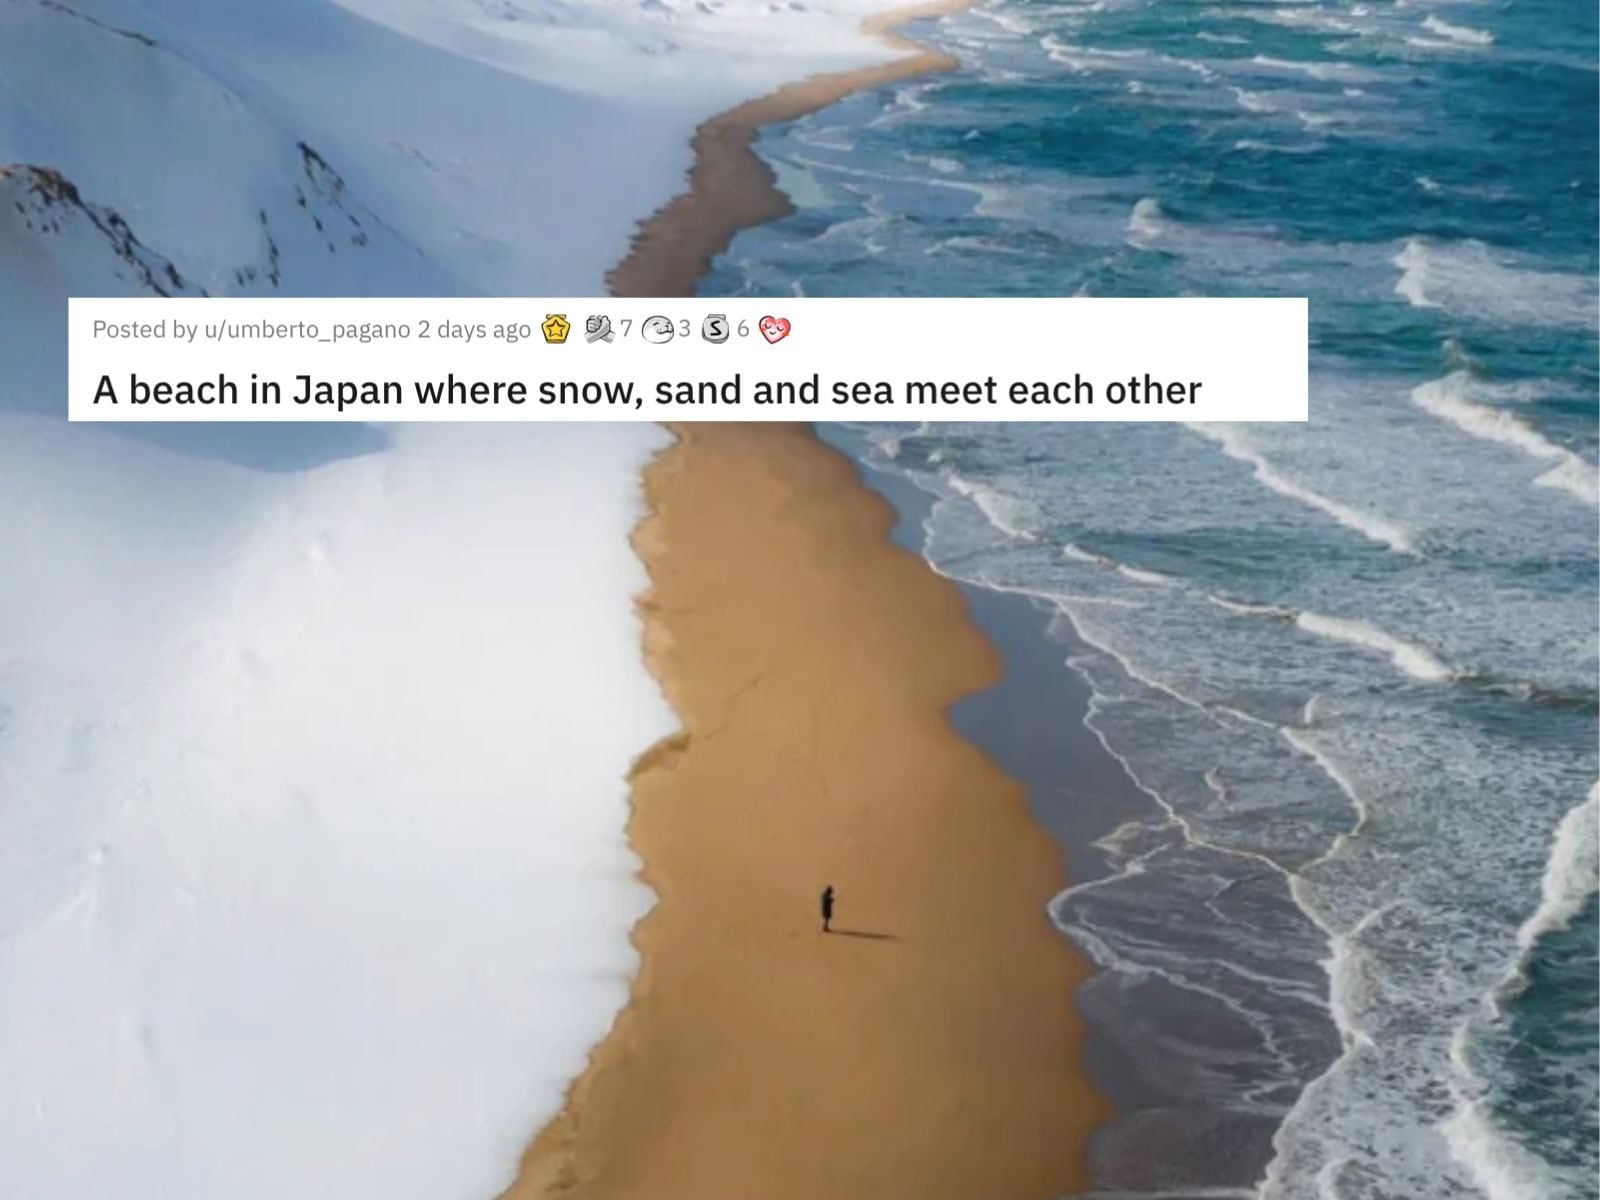 Posted by u/umberto_pagano 2 days ago 7 3 S 6
A beach in Japan where snow, sand and sea meet each other